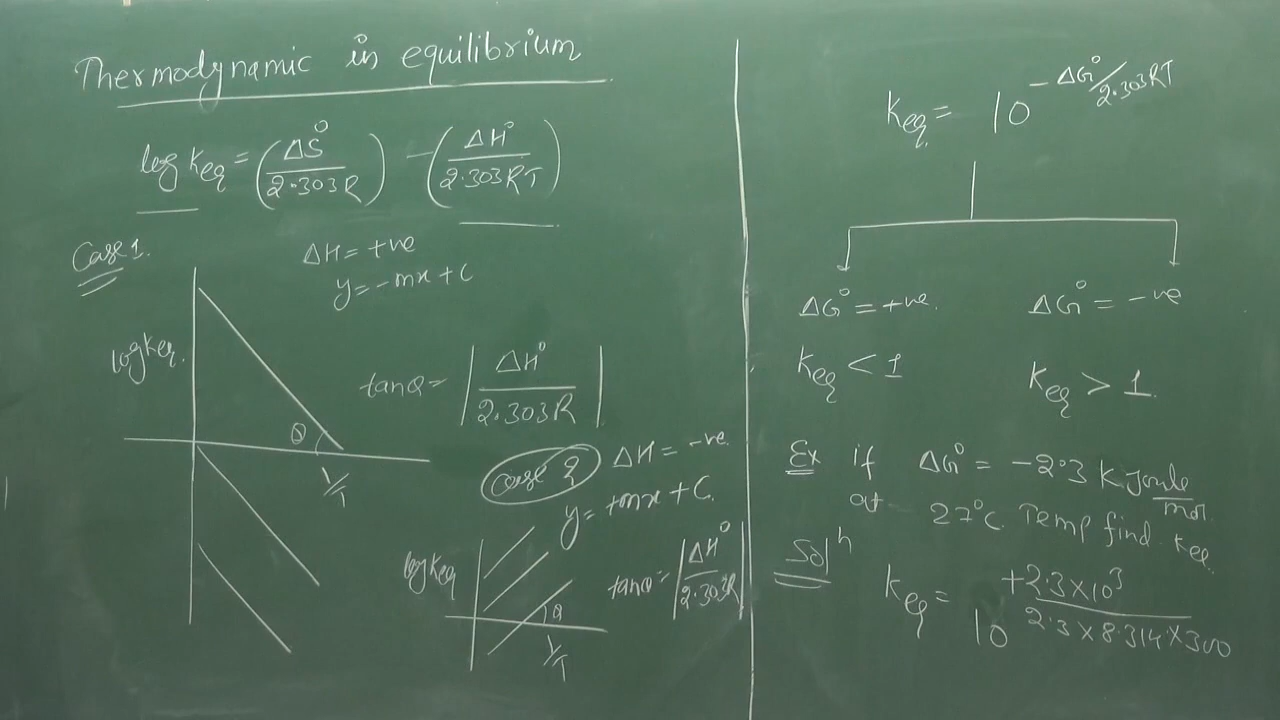 Thermodynamic in equilibrium
log Keq = (ΔS°/2.303R) - (ΔH°/2.303RT)
Case 1.
ΔH = +ve
y = -mx + C
log Keq.
tanθ = |ΔH°/2.303R|
θ
1/T
Case 2
ΔH = -ve.
y = +mx + C.
log Keq
tanθ = |ΔH°/2.303R|
θ
1/T
Keq. = 10^-ΔG°/2.303RT
ΔG° = +ve.
Keq < 1
ΔG° = -ve
Keq > 1.
Ex if ΔG° = -2.3 K Joule/mol.
at 27°C. Temp find. Keq.
Solⁿ
Keq = 10^+2.3×10³/2.3×8.314×300